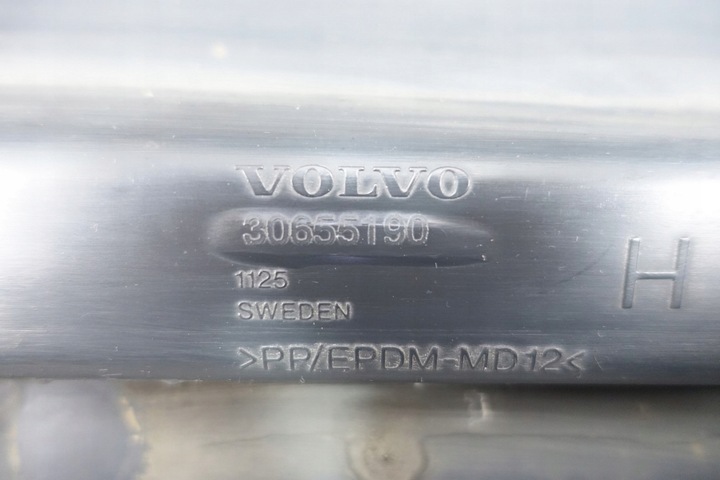 VOLVO
30655190
1125
SWEDEN
H
>PP/EPDM-MD12<